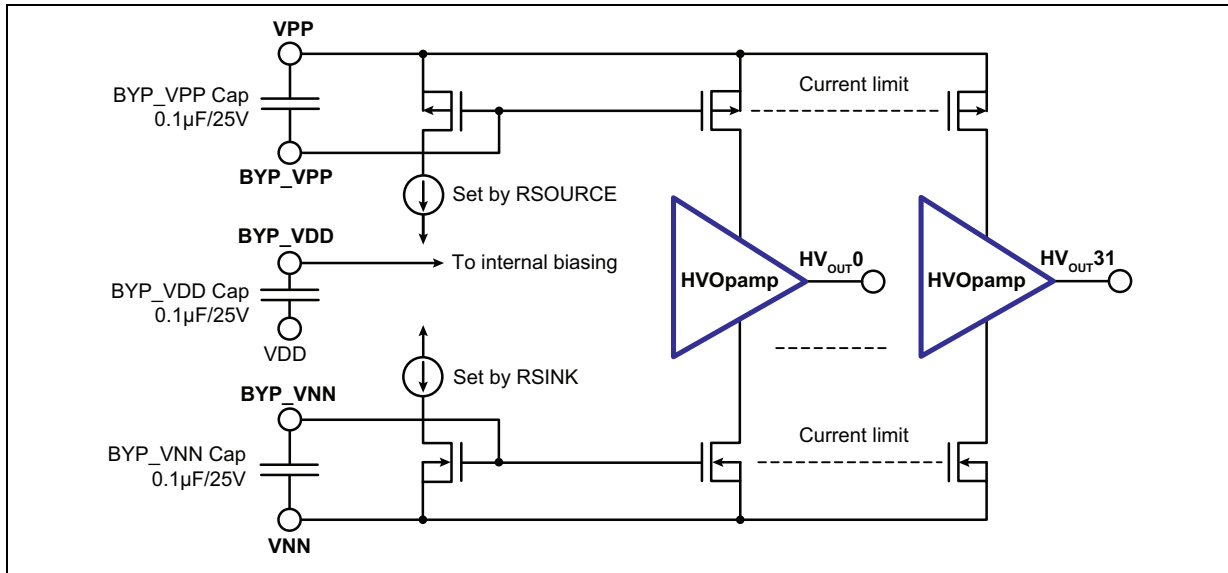 VPP
BYP_VPP Cap
0.1µF/25V
BYP_VPP
Current limit
Set by RSOURCE
BYP_VDD
To internal biasing
BYP_VDD Cap
0.1µF/25V
VDD
HVOpamp
HVOUT0
HVOpamp
HVOUT31
Set by RSINK
BYP_VNN
BYP_VNN Cap
0.1µF/25V
Current limit
VNN